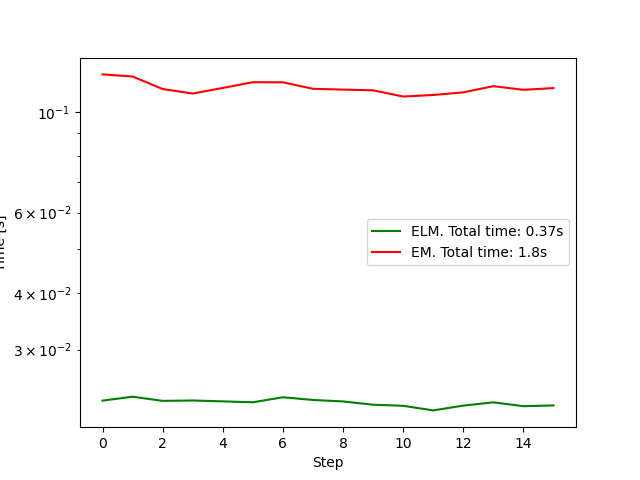 10⁻¹
6 × 10⁻²
4 × 10⁻²
3 × 10⁻²
ELM. Total time: 0.37s
EM. Total time: 1.8s
0 2 4 6 8 10 12 14
Step